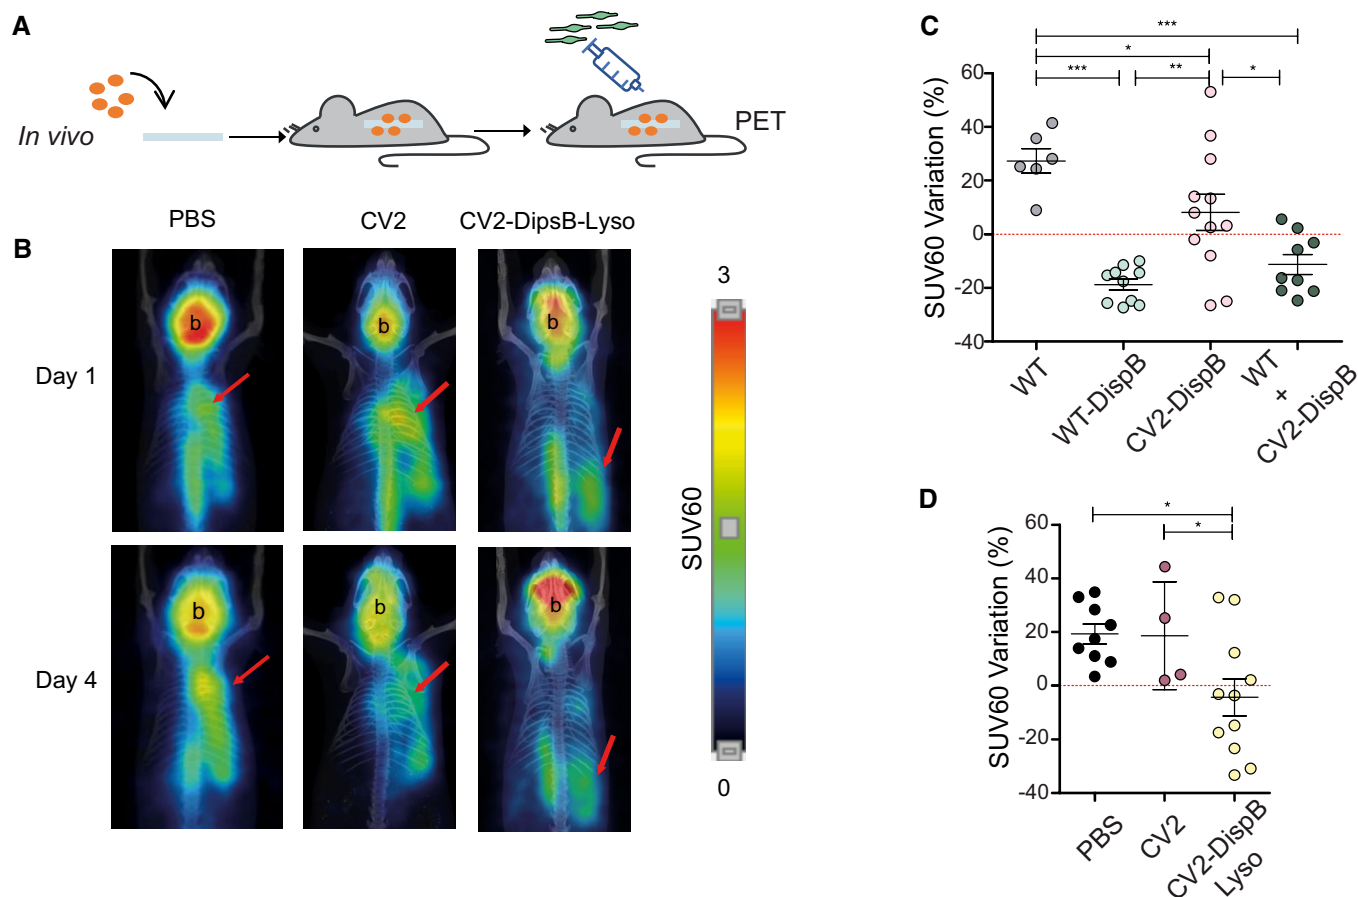 A
In vivo
PET
B
PBS
CV2
CV2-DipsB-Lyso
Day 1
b
b
b
Day 4
b
b
b
3
SUV60
0
C
***
*
***
**
*
SUV60 Variation (%)
60
40
20
0
-20
-40
WT
WT-DispB
CV2-DispB
WT
+
CV2-DispB
D
*
*
SUV60 Variation (%)
60
40
20
0
-20
-40
PBS
CV2
CV2-DispB
Lyso